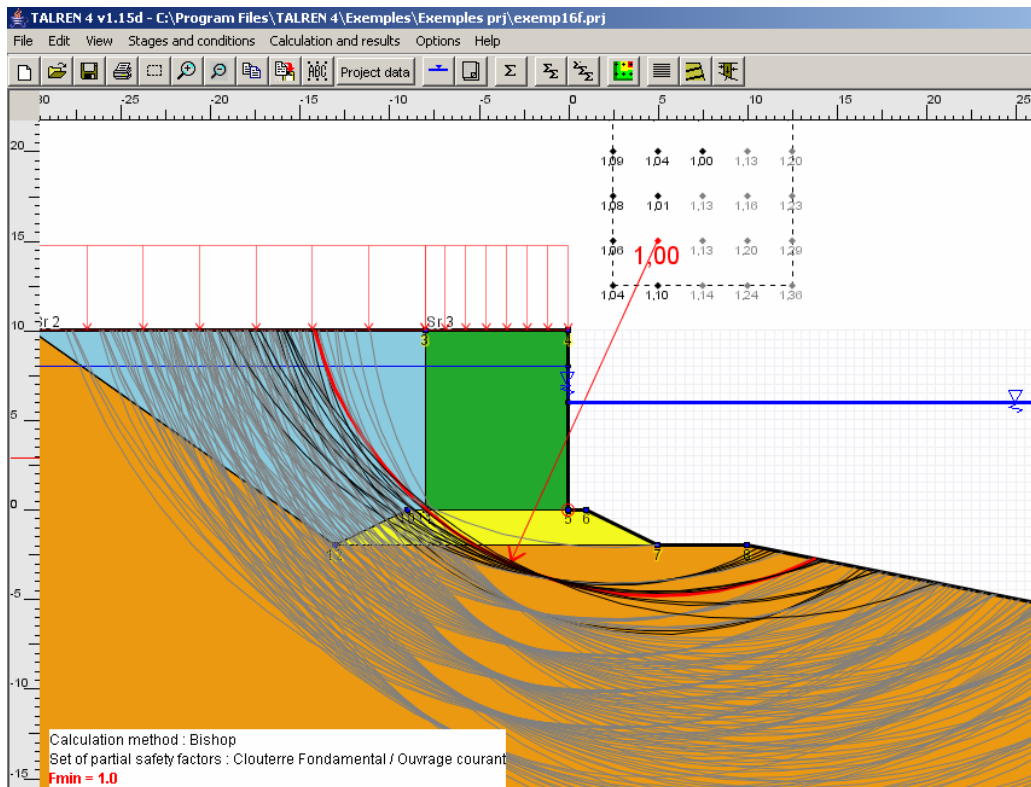 TALREN 4 v1.15d - C:\Program Files\TALREN 4\Exemples\Exemples prj\exemp16f.prj
File Edit View Stages and conditions Calculation and results Options Help
ABC Project data Σ Σ Σ Σ Σ
30 -25 -20 -15 -10 -5 0 5 10 15 20 25
20
15
10
5
0
-5
-10
-15
1,09 1,04 1,00 1,13 1,20
1,08 1,01 1,13 1,16 1,23
1,06 1,00 1,13 1,20 1,29
1,04 1,10 1,14 1,24 1,36
Sr 2 Sr 3
3 4
5 6
12 7 8
Calculation method : Bishop
Set of partial safety factors : Clouterre Fondamental / Ouvrage courant
Fmin = 1.0